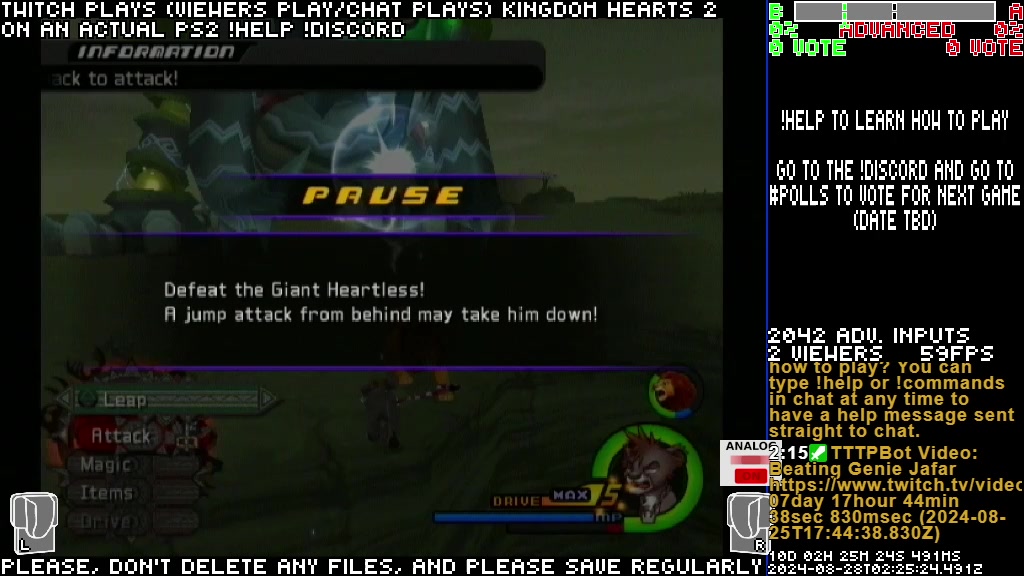 TWITCH PLAYS (VIEWERS PLAY/CHAT PLAYS) KINGDOM HEARTS 2
ON AN ACTUAL PS2 !HELP !DISCORD
INFORMATION
ack to attack!
PAUSE
Defeat the Giant Heartless!
A jump attack from behind may take him down!
Leap
Attack
Magic
Items
Drive
DRIVE MAX 5
MP
L
R
ANALOG
PLEASE, DON'T DELETE ANY FILES, AND PLEASE SAVE REGULARLY
B A
0% ADVANCED 0%
0 VOTE 0 VOTE
!HELP TO LEARN HOW TO PLAY
GO TO THE !DISCORD AND GO TO
#POLLS TO VOTE FOR NEXT GAME
(DATE TBD)
2042 ADV. INPUTS
2 VIEWERS 59FPS
how to play? You can
type !help or !commands
in chat at any time to
have a help message sent
straight to chat.
2:15 TTTPBot Video:
Beating Genie Jafar
https://www.twitch.tv/videc
07day 17hour 44min
38sec 830msec (2024-08-
25T17:44:38.830Z)
10D 02H 25M 24S 491MS
2024-08-28T02:25:24.491Z